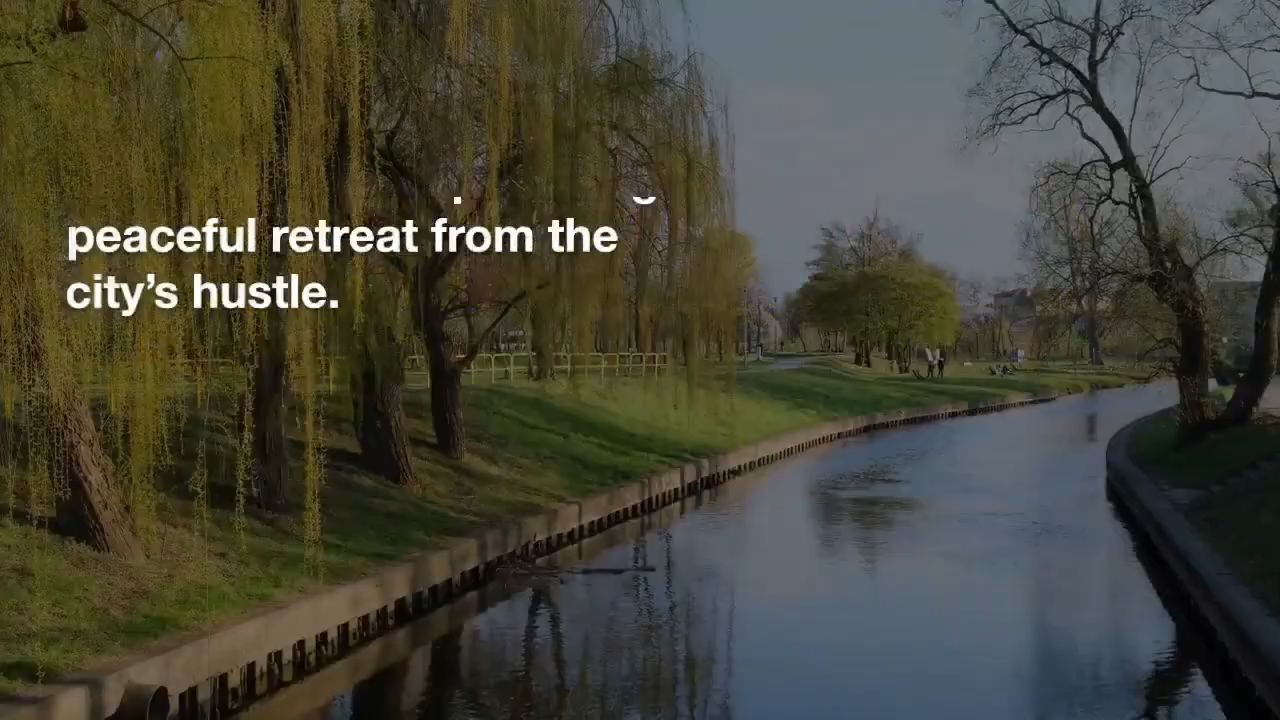 peaceful retreat from the
city’s hustle.